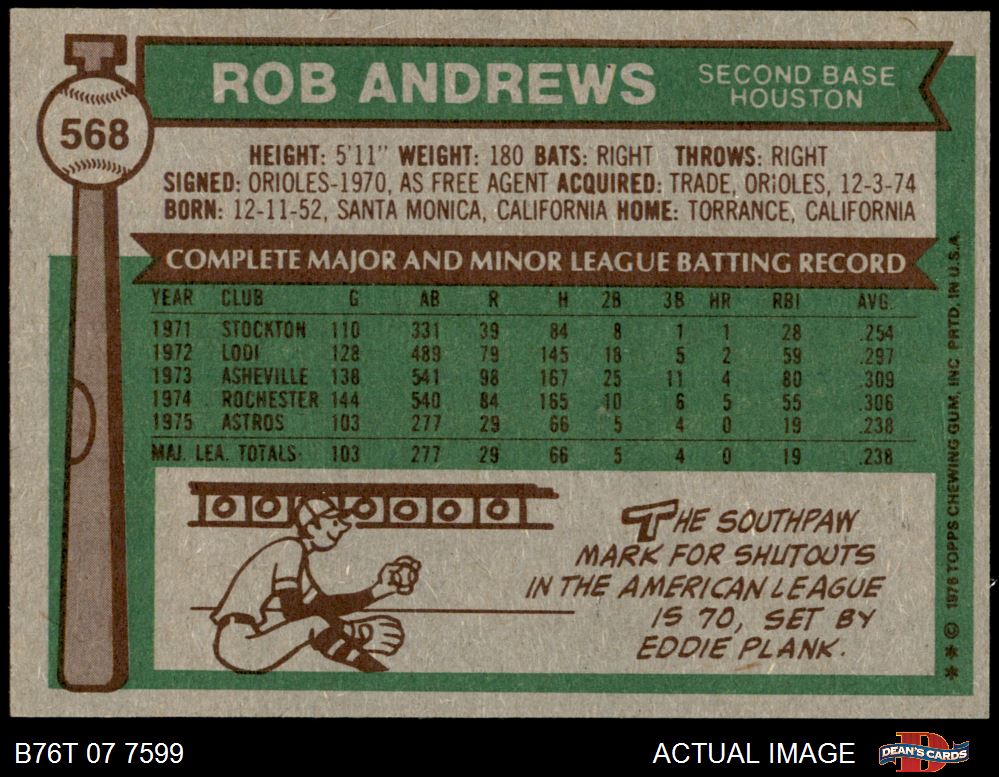 568
ROB ANDREWS
SECOND BASE
HOUSTON
HEIGHT: 5'11" WEIGHT: 180 BATS: RIGHT THROWS: RIGHT
SIGNED: ORIOLES-1970, AS FREE AGENT ACQUIRED: TRADE, ORIOLES, 12-3-74
BORN: 12-11-52, SANTA MONICA, CALIFORNIA HOME: TORRANCE, CALIFORNIA
COMPLETE MAJOR AND MINOR LEAGUE BATTING RECORD
YEAR CLUB G AB R H 2B 3B HR RBI AVG.
1971 STOCKTON 110 331 39 84 8 1 1 28 .254
1972 LODI 128 489 79 145 18 5 2 59 .297
1973 ASHEVILLE 138 541 98 167 25 11 4 80 .309
1974 ROCHESTER 144 540 84 165 10 6 5 55 .306
1975 ASTROS 103 277 29 66 5 4 0 19 .238
MAJ. LEA. TOTALS 103 277 29 66 5 4 0 19 .238
THE SOUTHPAW
MARK FOR SHUTOUTS
IN THE AMERICAN LEAGUE
IS 70, SET BY
EDDIE PLANK.
** © 1976 TOPPS CHEWING GUM, INC PRTD. IN U.S.A.
B76T 07 7599
ACTUAL IMAGE
DEAN'S CARDS